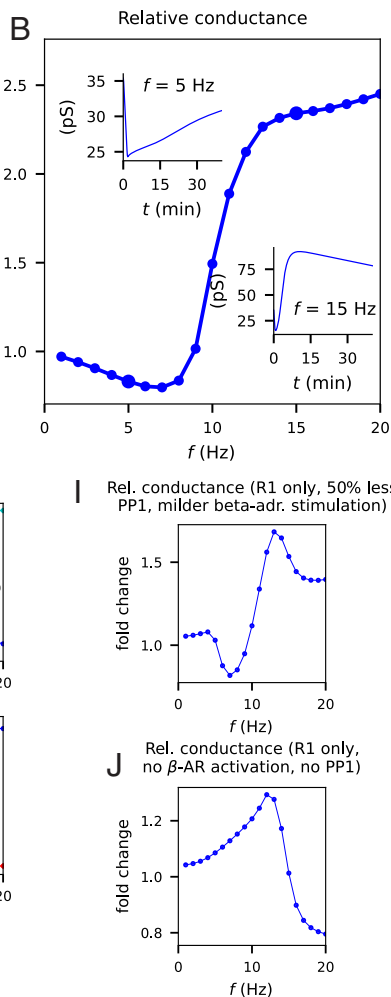 B
Relative conductance
2.5
2.0
1.5
1.0
0
5
10
15
20
f (Hz)
(pS)
35
30
25
0
15
30
t (min)
f = 5 Hz
(pS)
75
50
25
0
15
30
t (min)
f = 15 Hz
20
20
I
Rel. conductance (R1 only, 50% less
PP1, milder beta-adr. stimulation)
fold change
1.5
1.0
0
10
20
f (Hz)
J
Rel. conductance (R1 only,
no β-AR activation, no PP1)
fold change
1.2
1.0
0.8
0
10
20
f (Hz)